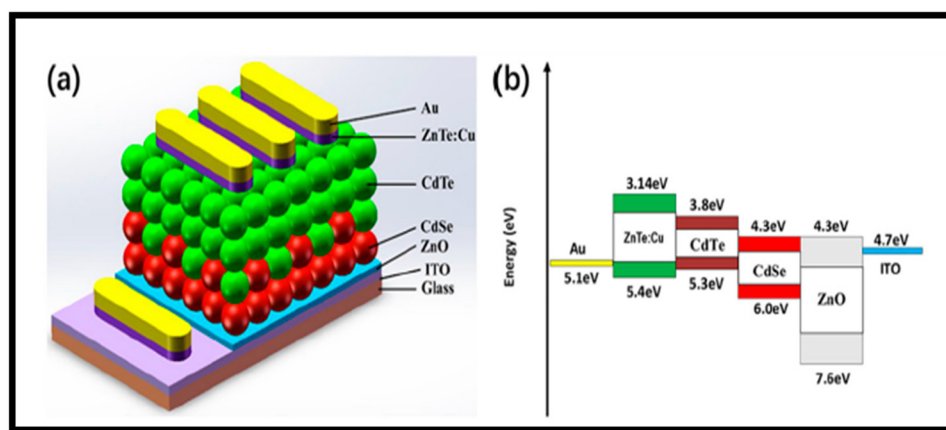 (a)
Au
ZnTe:Cu
CdTe
CdSe
ZnO
ITO
Glass
(b)
Energy (eV)
3.14eV
3.8eV
4.3eV
4.3eV
4.7eV
Au
ZnTe:Cu
CdTe
CdSe
ZnO
ITO
5.1eV
5.4eV
5.3eV
6.0eV
7.6eV